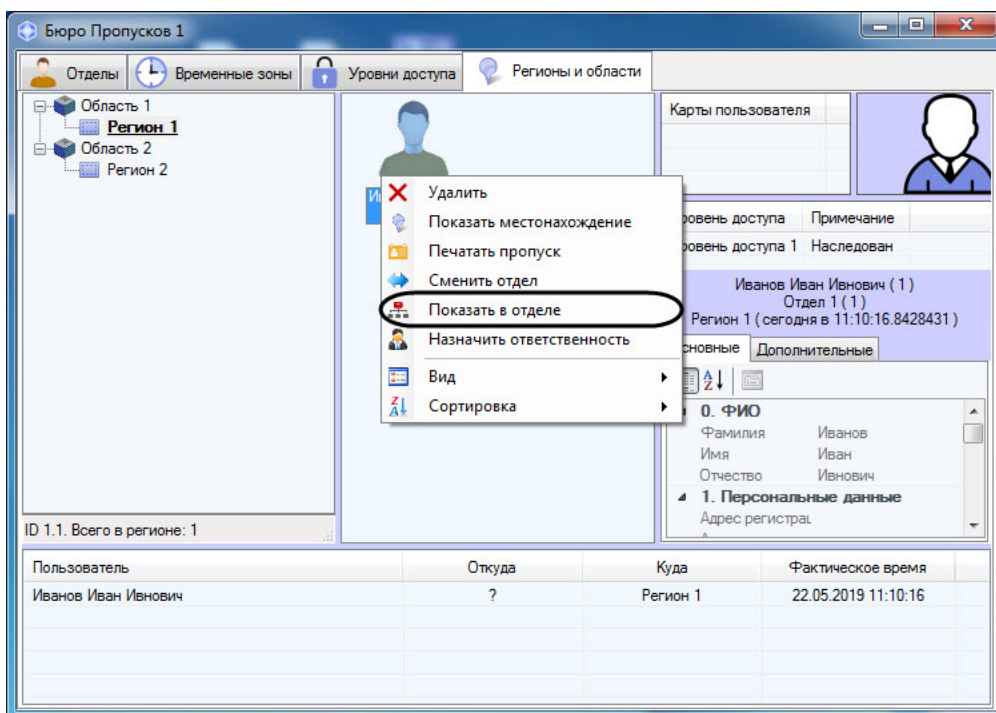 Бюро Пропусков 1
Отделы Временные зоны Уровни доступа Регионы и области
Область 1
Регион 1
Область 2
Регион 2
ID 1.1. Всего в регионе: 1
Удалить
Показать местонахождение
Печатать пропуск
Сменить отдел
Показать в отделе
Назначить ответственность
Вид
Сортировка
Карты пользователя
ровень доступа Примечание
ровень доступа 1 Наследован
Иванов Иван Ивнович ( 1 )
Отдел 1 ( 1 )
Регион 1 ( сегодня в 11:10:16.8428431 )
сновные Дополнительные
0. ФИО
Фамилия Иванов
Имя Иван
Отчество Ивнович
1. Персональные данные
Адрес регистрац
Пользователь Откуда Куда Фактическое время
Иванов Иван Ивнович ? Регион 1 22.05.2019 11:10:16